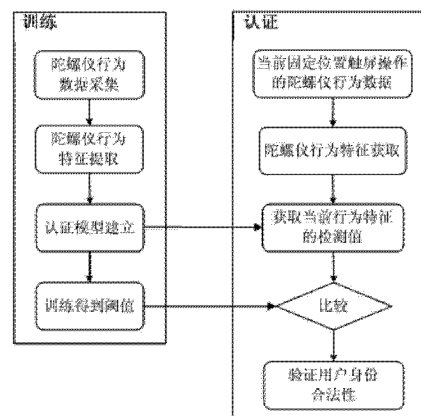 训练
陀螺仪行为
数据采集
陀螺仪行为
特征提取
认证模型建立
训练得到阈值
认证
当前固定位置触屏操作
的陀螺仪行为数据
陀螺仪行为特征获取
获取当前行为特征
的检测值
比较
验证用户身份
合法性